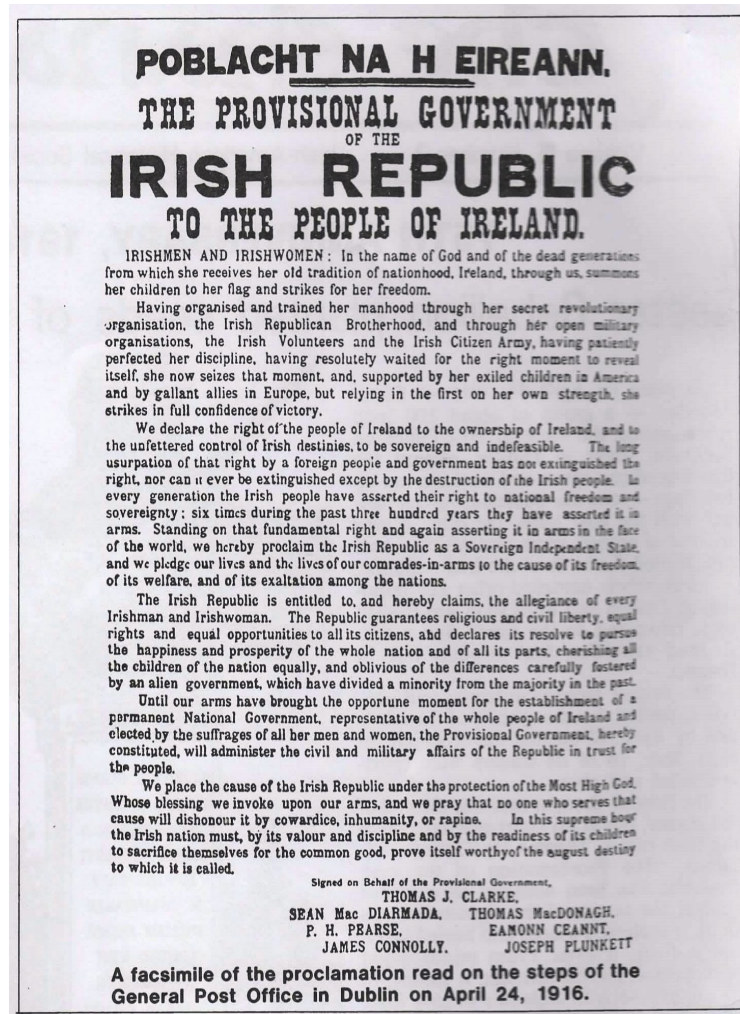 POBLACHT NA H EIREANN.
THE PROVISIONAL GOVERNMENT
OF THE
IRISH REPUBLIC
TO THE PEOPLE OF IRELAND.
IRISHMEN AND IRISHWOMEN : In the name of God and of the dead generations
from which she receives her old tradition of nationhood, Ireland, through us, summons
her children to her flag and strikes for her freedom.
Having organised and trained her manhood through her secret revolutionary
organisation, the Irish Republican Brotherhood, and through her open military
organisations, the Irish Volunteers and the Irish Citizen Army, having patiently
perfected her discipline, having resolutely waited for the right moment to reveal
itself, she now seizes that moment, and, supported by her exiled children in America
and by gallant allies in Europe, but relying in the first on her own strength, she
strikes in full confidence of victory.
We declare the right of the people of Ireland to the ownership of Ireland, and to
the unfettered control of Irish destinies, to be sovereign and indefeasible. The long
usurpation of that right by a foreign people and government has not extinguished the
right, nor can it ever be extinguished except by the destruction of the Irish people. In
every generation the Irish people have asserted their right to national freedom and
sovereignty ; six times during the past three hundred years they have asserted it in
arms. Standing on that fundamental right and again asserting it in arms in the face
of the world, we hereby proclaim the Irish Republic as a Sovereign Independent State,
and we pledge our lives and the lives of our comrades-in-arms to the cause of its freedom,
of its welfare, and of its exaltation among the nations.
The Irish Republic is entitled to, and hereby claims, the allegiance of every
Irishman and Irishwoman. The Republic guarantees religious and civil liberty, equal
rights and equal opportunities to all its citizens, ahd declares its resolve to pursue
the happiness and prosperity of the whole nation and of all its parts, cherishing all
the children of the nation equally, and oblivious of the differences carefully fostered
by an alien government, which have divided a minority from the majority in the past.
Until our arms have brought the opportune moment for the establishment of a
permanent National Government, representative of the whole people of Ireland and
elected by the suffrages of all her men and women, the Provisional Government, hereby
constituted, will administer the civil and military affairs of the Republic in trust for
the people.
We place the cause of the Irish Republic under the protection of the Most High God,
Whose blessing we invoke upon our arms, and we pray that no one who serves that
cause will dishonour it by cowardice, inhumanity, or rapine. In this supreme hour
the Irish nation must, by its valour and discipline and by the readiness of its children
to sacrifice themselves for the common good, prove itself worthy of the august destiny
to which it is called.
Signed on Behalf of the Provisional Government,
THOMAS J. CLARKE,
SEAN Mac DIARMADA, THOMAS MacDONAGH,
P. H. PEARSE, EAMONN CEANNT,
JAMES CONNOLLY. JOSEPH PLUNKETT
A facsimile of the proclamation read on the steps of the
General Post Office in Dublin on April 24, 1916.